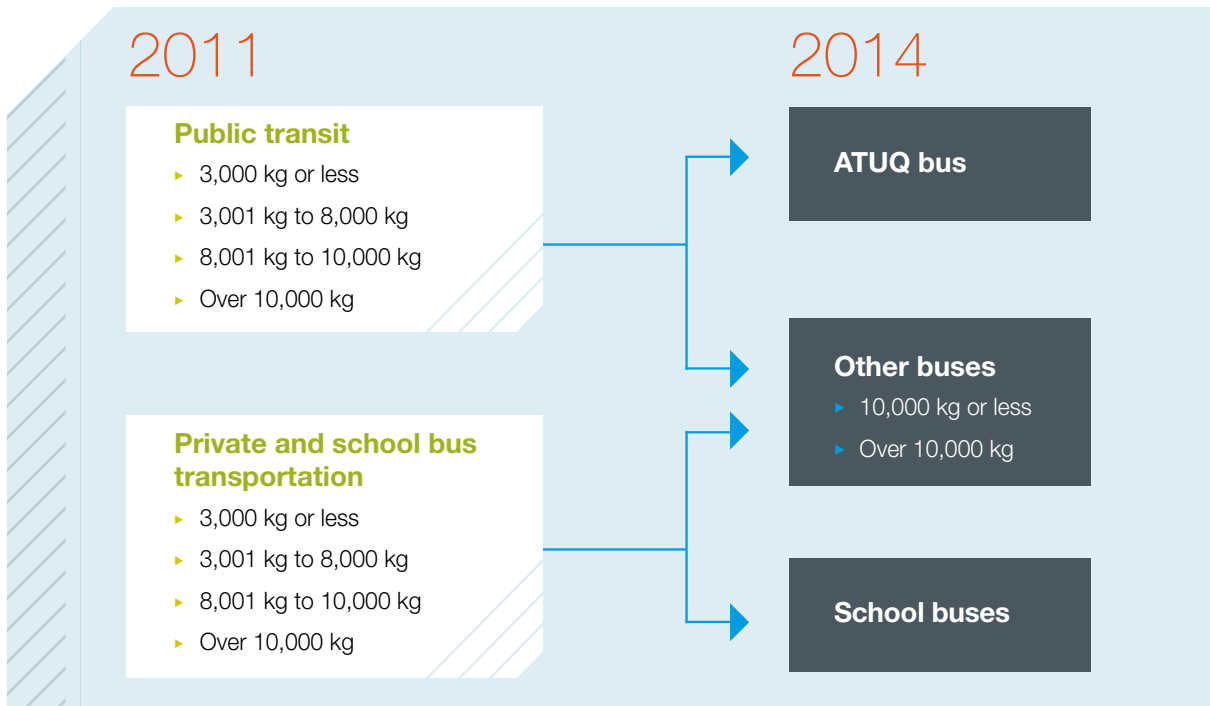 2011
Public transit
3,000 kg or less
3,001 kg to 8,000 kg
8,001 kg to 10,000 kg
Over 10,000 kg
Private and school bus
transportation
3,000 kg or less
3,001 kg to 8,000 kg
8,001 kg to 10,000 kg
Over 10,000 kg
2014
ATUQ bus
Other buses
10,000 kg or less
Over 10,000 kg
School buses